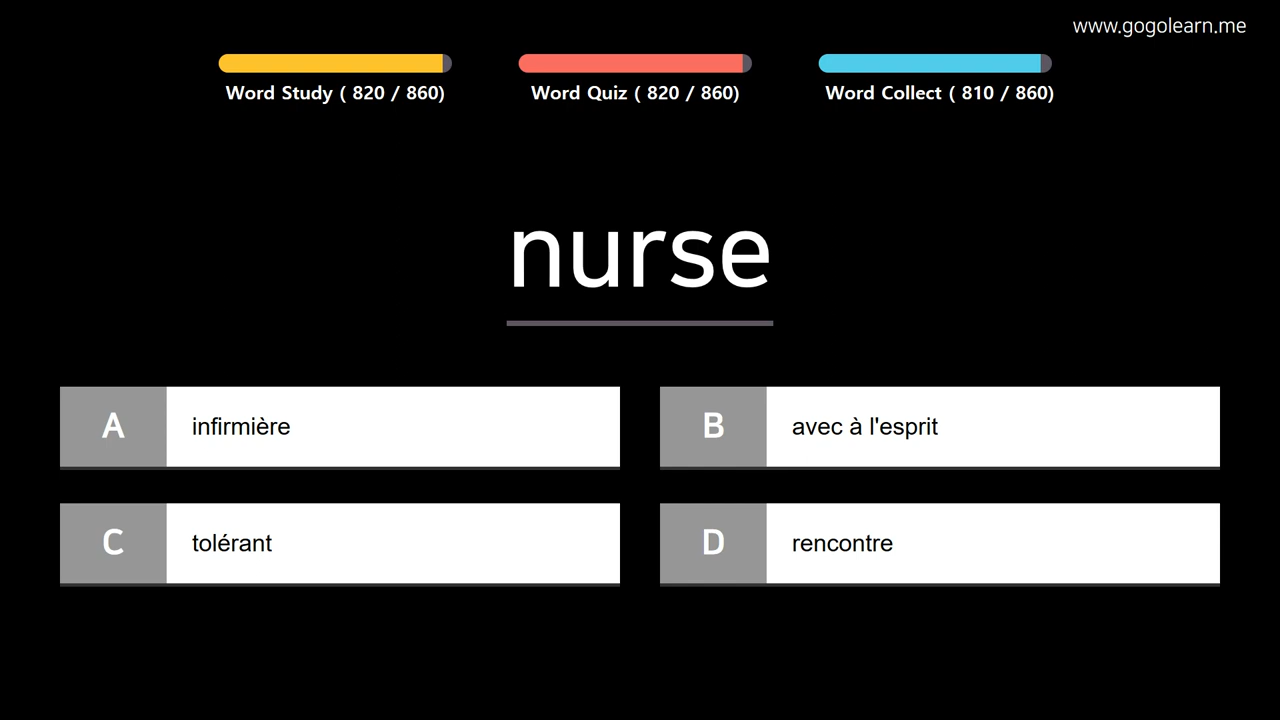 www.gogolearn.me
Word Study ( 820 / 860)
Word Quiz ( 820 / 860)
Word Collect ( 810 / 860)
nurse
A infirmière
B avec à l'esprit
C tolérant
D rencontre